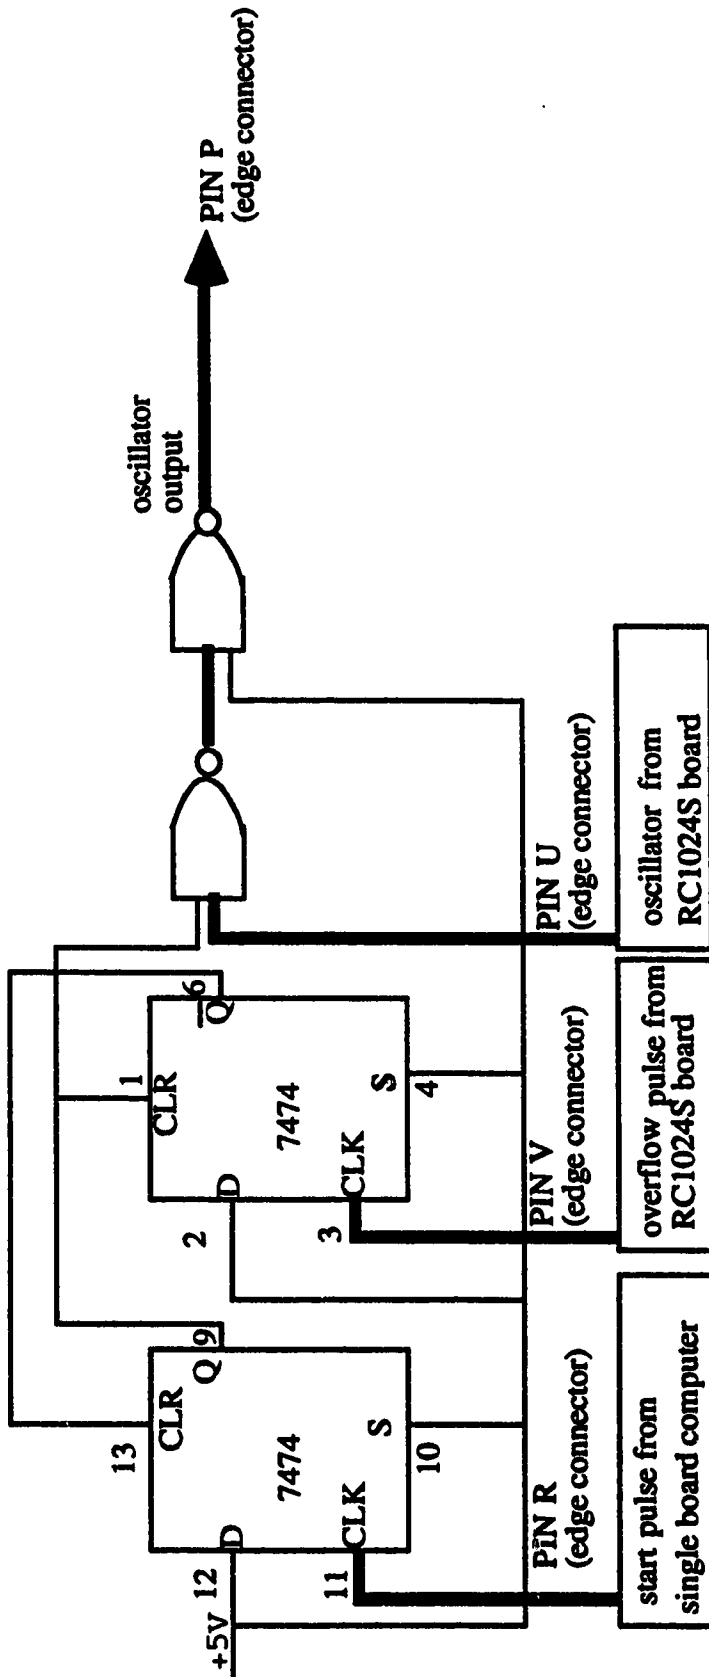 oscillator
output
PIN P
(edge connector)
13
CLR
12
D
+5V
7474
Q
9
11
CLK
S
10
1
CLR
2
D
7474
Q
6
3
CLK
S
4
PIN R
(edge connector)
PIN V
(edge connector)
PIN U
(edge connector)
start pulse from
single board computer
overflow pulse from
RC1024S board
oscillator from
RC1024S board